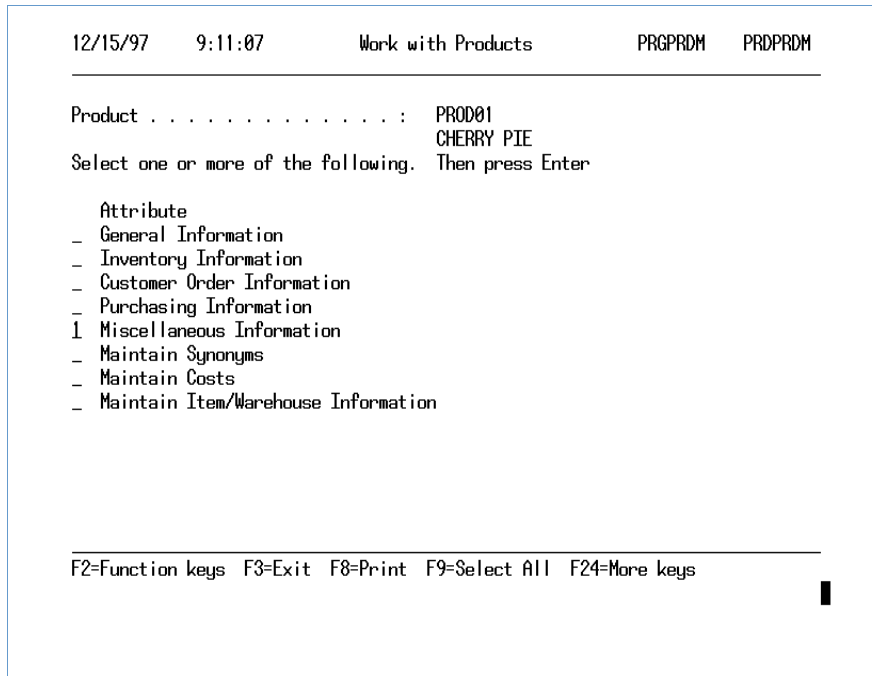 12/15/97 9:11:07 Work with Products PRGPRDM PRDPRDM
Product . . . . . . . . . . . . . . : PROD01
CHERRY PIE
Select one or more of the following. Then press Enter
Attribute
_ General Information
_ Inventory Information
_ Customer Order Information
_ Purchasing Information
1 Miscellaneous Information
_ Maintain Synonyms
_ Maintain Costs
_ Maintain Item/Warehouse Information
F2=Function keys F3=Exit F8=Print F9=Select All F24=More keys